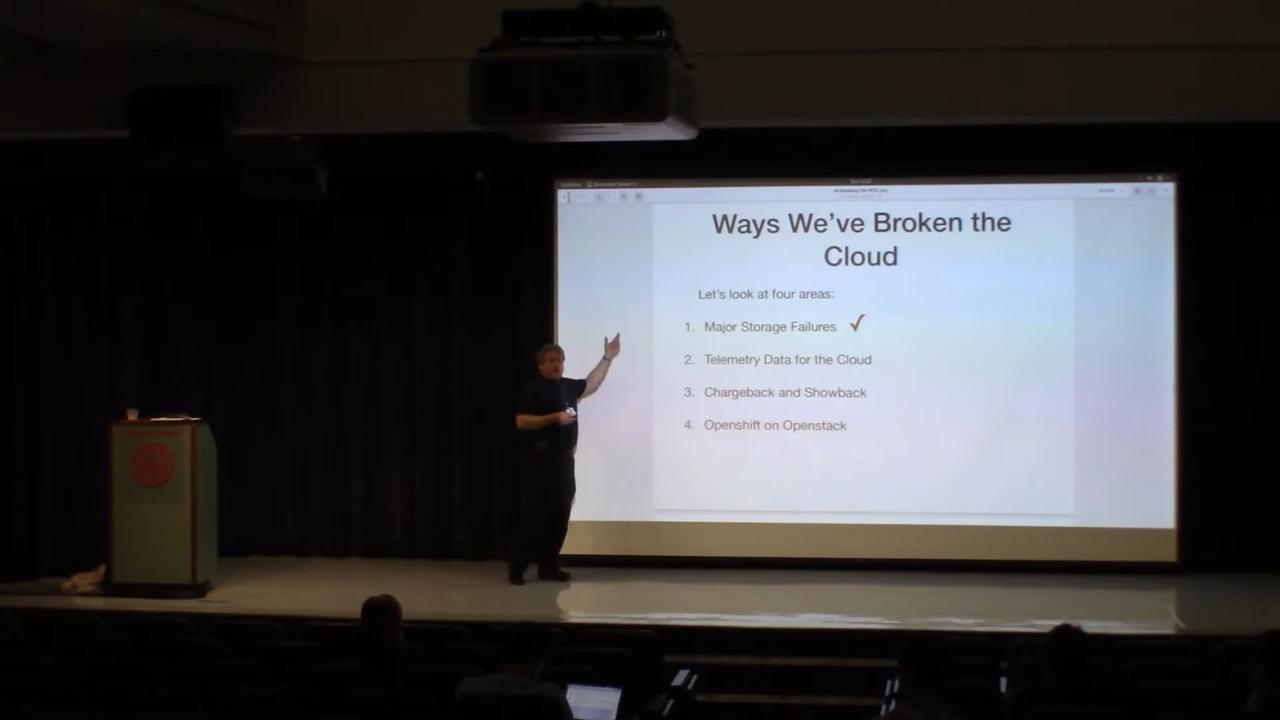 Ways We've Broken the
Cloud
Let's look at four areas:
1. Major Storage Failures ✓
2. Telemetry Data for the Cloud
3. Chargeback and Showback
4. Openshift on Openstack